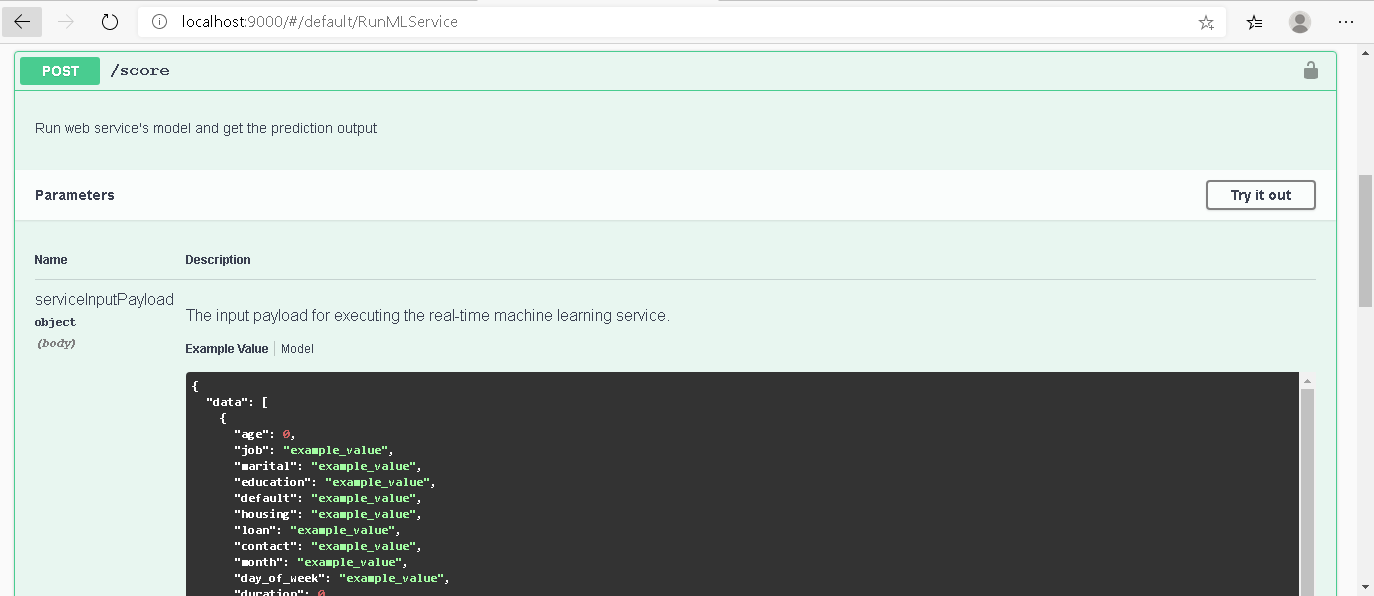 localhost:9000/#/default/RunMLService
POST /score
Run web service's model and get the prediction output
Parameters Try it out
Name Description
serviceInputPayload
object
(body)
The input payload for executing the real-time machine learning service.
Example Value Model
{
"data": [
{
"age": 0,
"job": "example_value",
"marital": "example_value",
"education": "example_value",
"default": "example_value",
"housing": "example_value",
"loan": "example_value",
"contact": "example_value",
"month": "example_value",
"day_of_week": "example_value",
"duration": 0